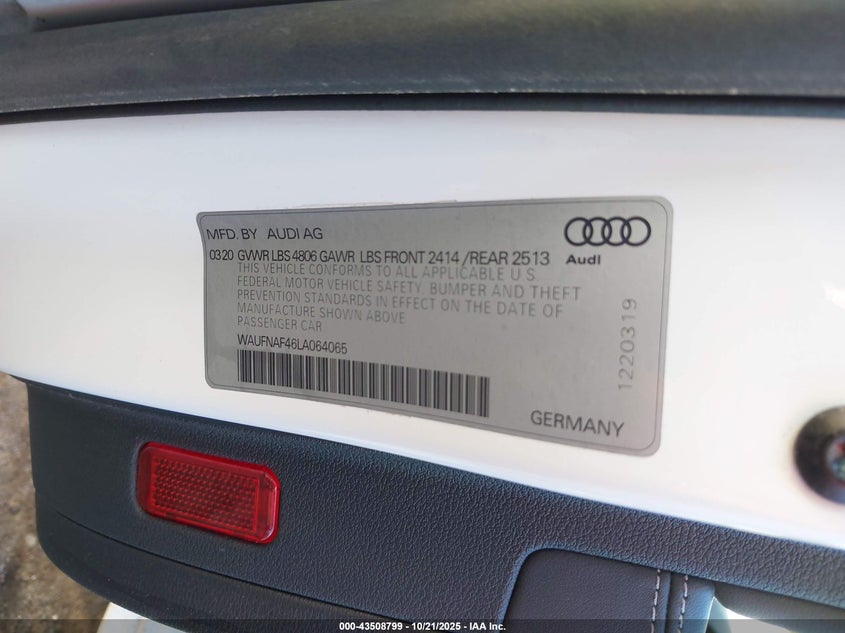 MFD. BY AUDI AG
0320 GVWR LBS 4806 GAWR LBS FRONT 2414 /REAR 2513
Audi
THIS VEHICLE CONFORMS TO ALL APPLICABLE U.S.
FEDERAL MOTOR VEHICLE SAFETY, BUMPER AND THEFT
PREVENTION STANDARDS IN EFFECT ON THE DATE OF
MANUFACTURE SHOWN ABOVE
PASSENGER CAR
WAUFNAF46LA064065
1220319
GERMANY
000-43508799 - 10/21/2025 - IAA Inc.